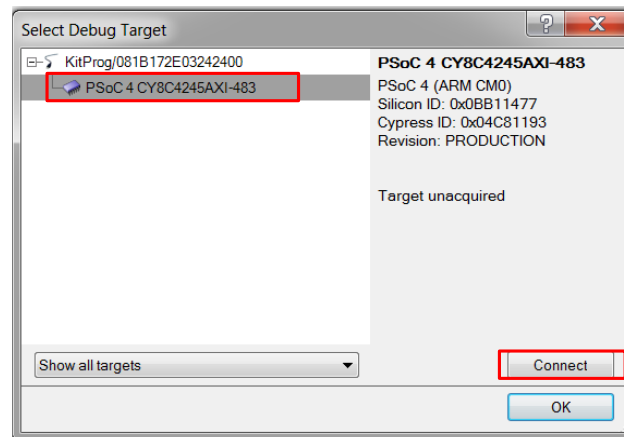 Select Debug Target
KitProg/081B172E03242400
PSoC 4 CY8C4245AXI-483
PSoC 4 CY8C4245AXI-483
PSoC 4 (ARM CM0)
Silicon ID: 0x0BB11477
Cypress ID: 0x04C81193
Revision: PRODUCTION
Target unacquired
Show all targets
Connect
OK